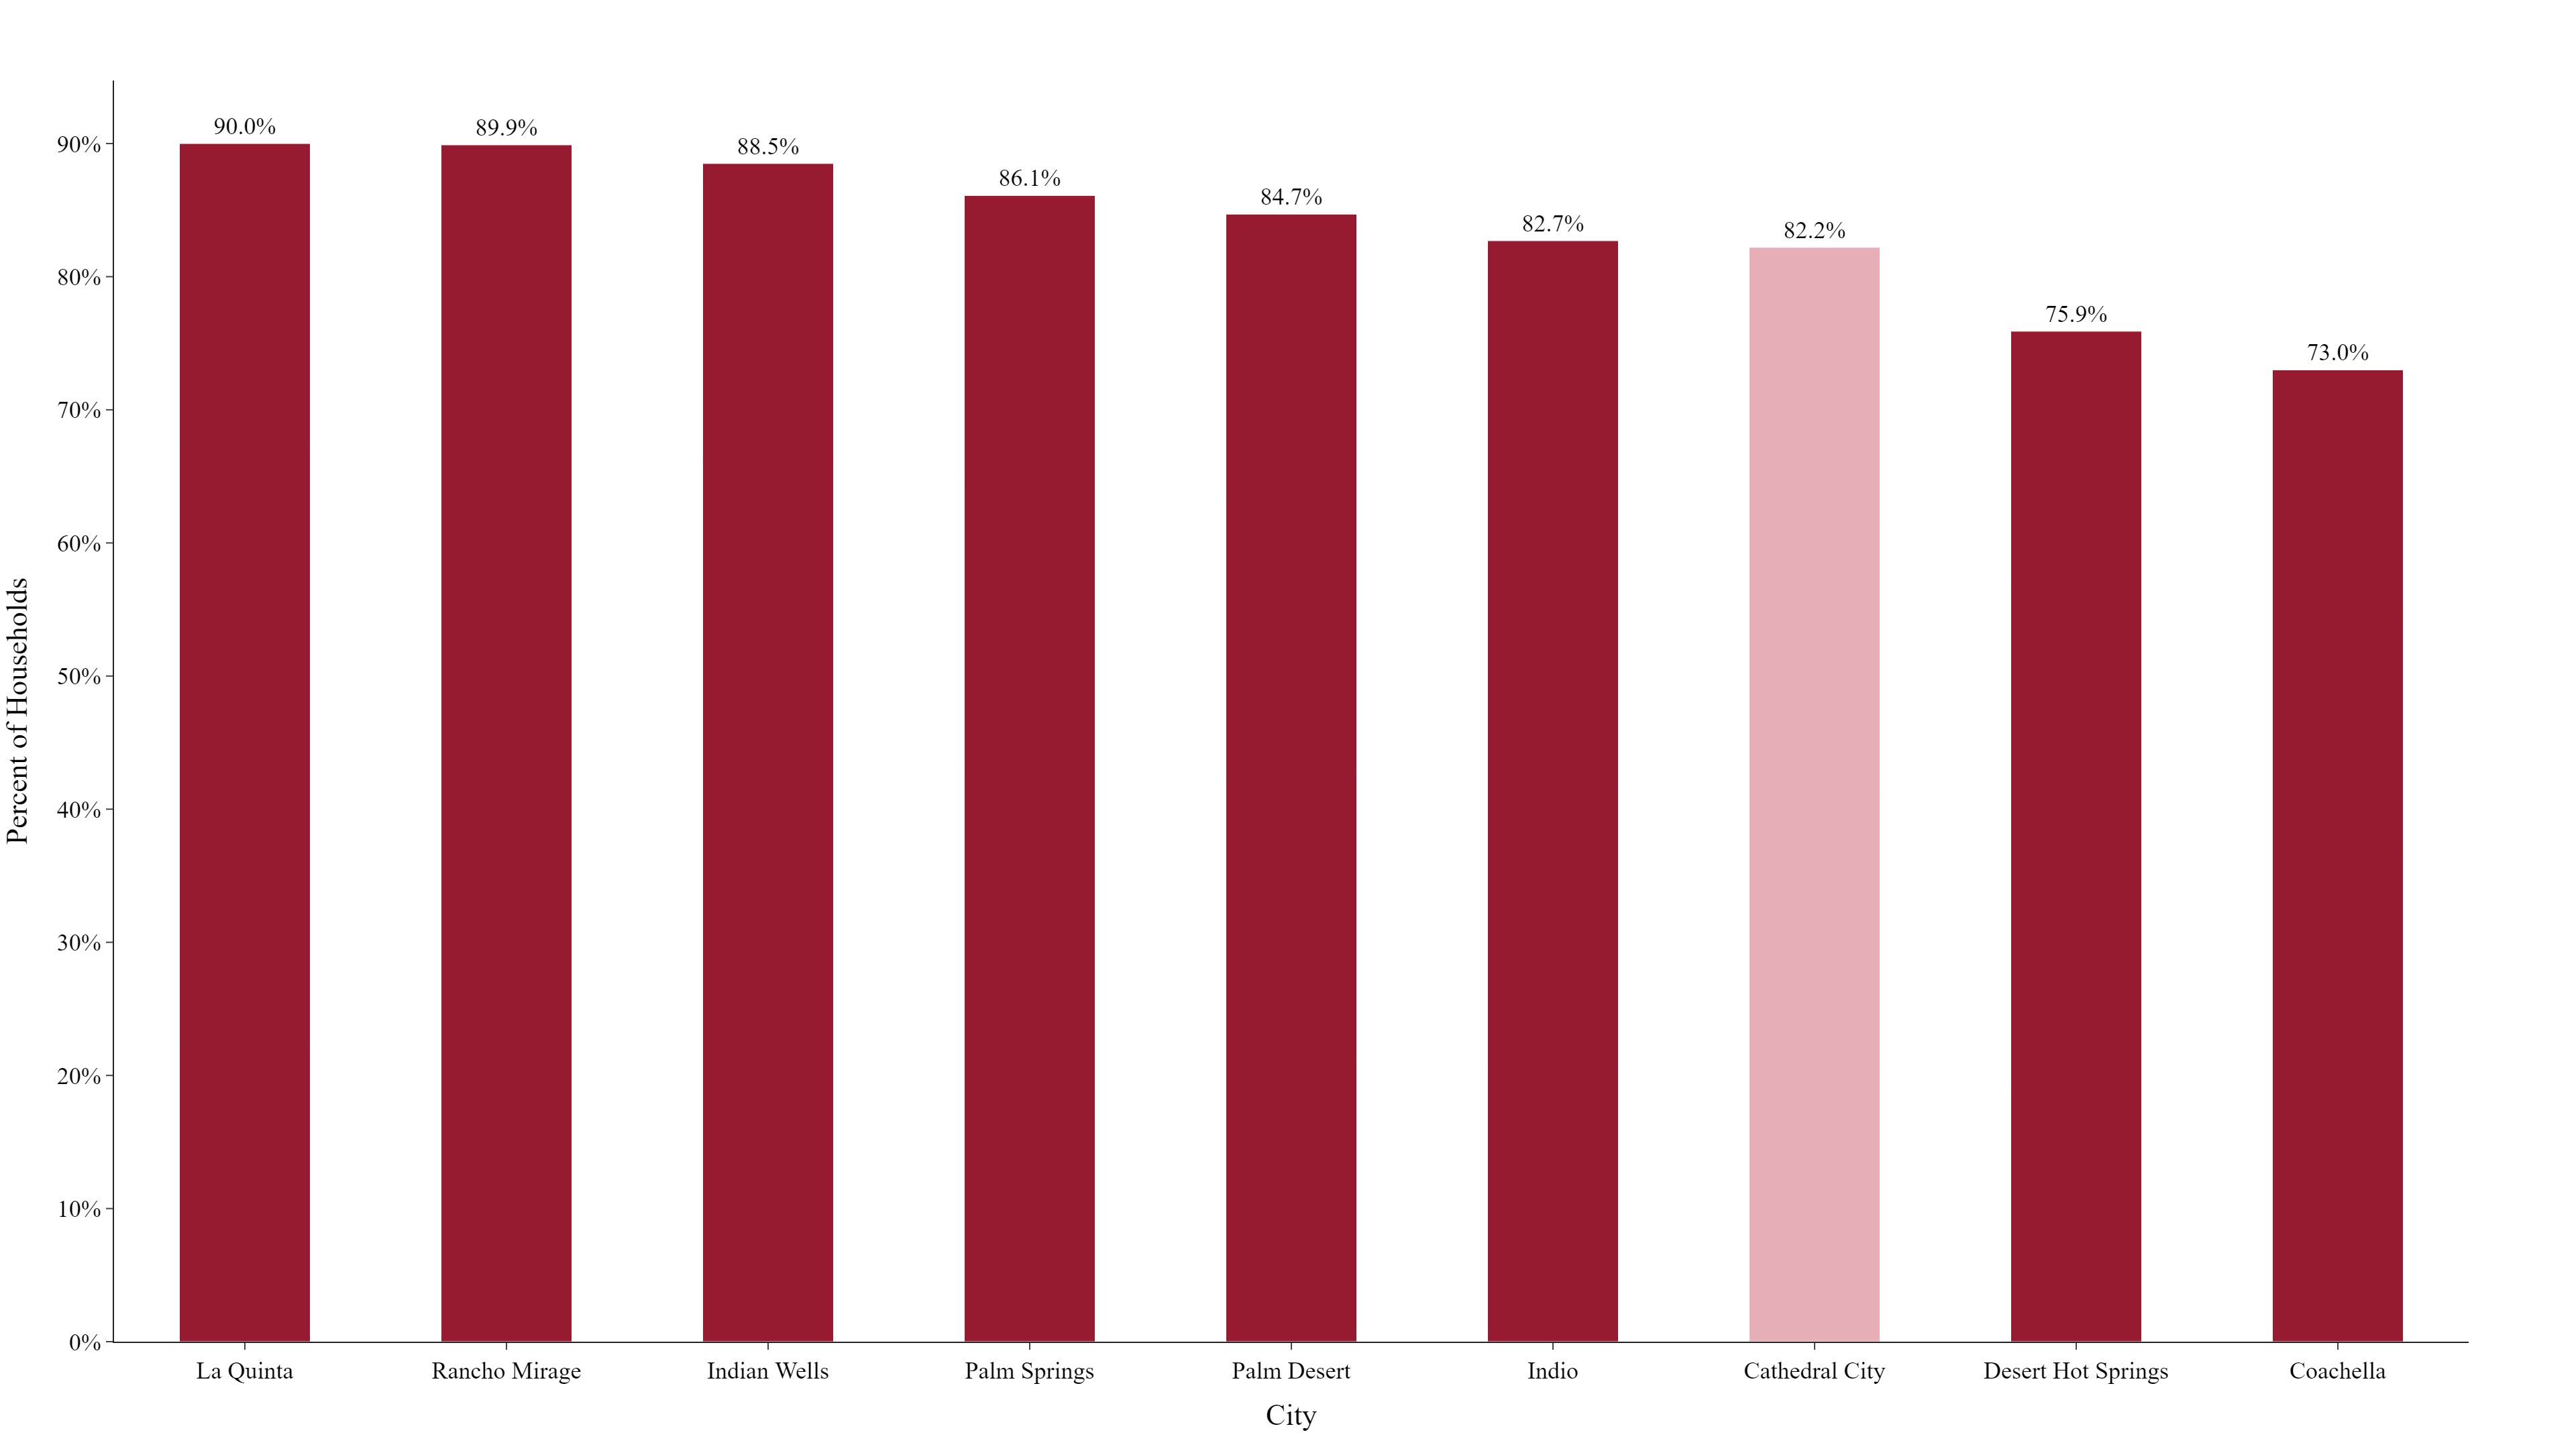 90.0%
89.9%
88.5%
86.1%
84.7%
82.7%
82.2%
75.9%
73.0%
90%
80%
70%
60%
50%
40%
30%
20%
10%
0%
Percent of Households
La Quinta
Rancho Mirage
Indian Wells
Palm Springs
Palm Desert
Indio
Cathedral City
Desert Hot Springs
Coachella
City